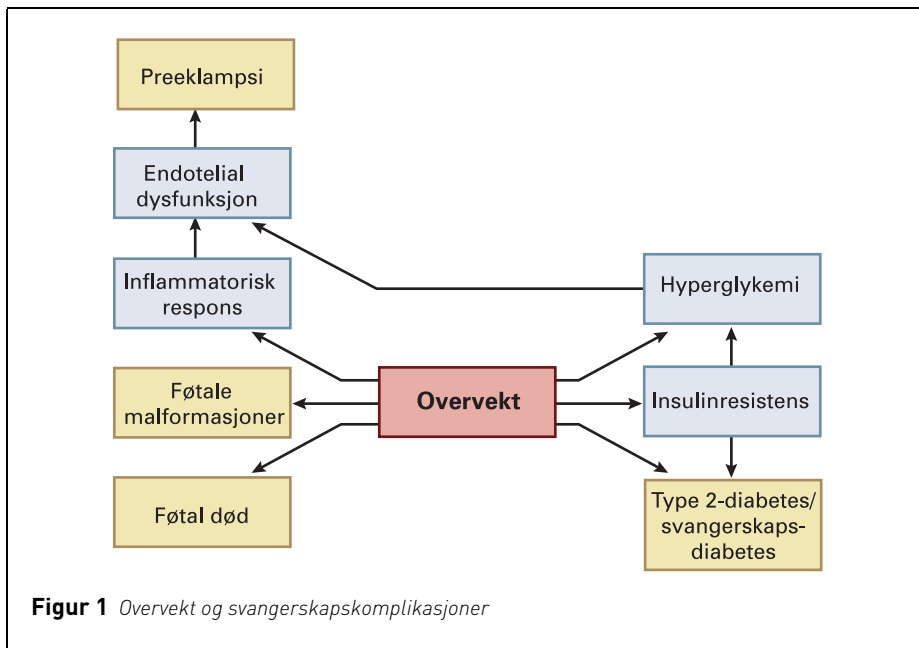 Preeklampsi
Endotelial
dysfunksjon
Inflammatorisk
respons
Hyperglykemi
Føtale
malformasjoner
Overvekt
Insulinresistens
Føtal død
Type 2-diabetes/
svangerskaps-
diabetes
Figur 1 Overvekt og svangerskapskomplikasjoner